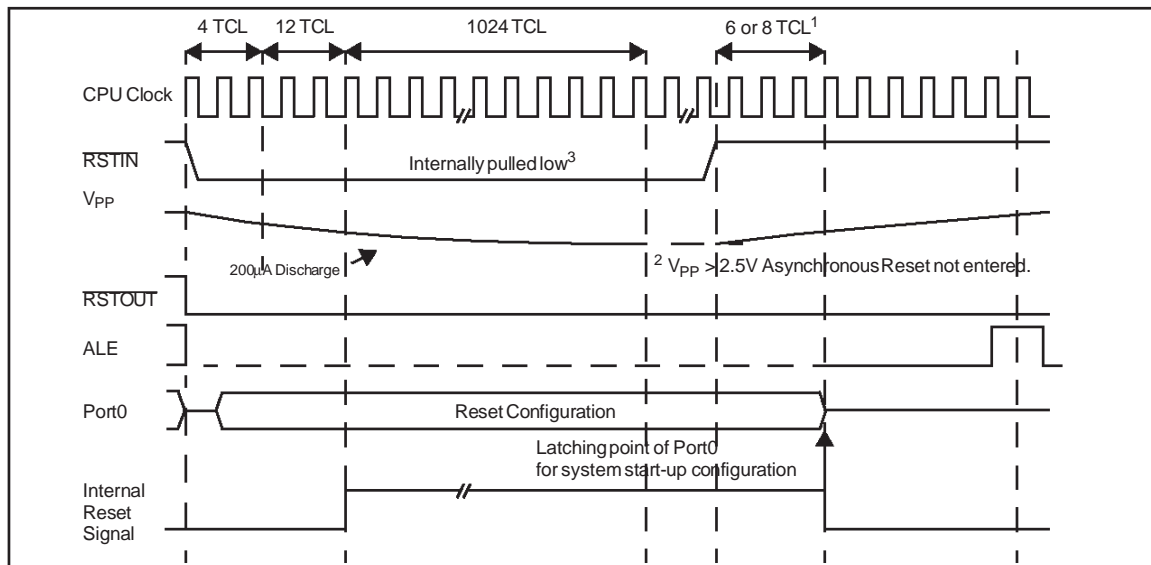 4 TCL 12 TCL 1024 TCL 6 or 8 TCL¹
CPU Clock
RSTIN
Internally pulled low³
VPP
200µA Discharge
² VPP > 2.5V Asynchronous Reset not entered.
RSTOUT
ALE
Port0
Reset Configuration
Latching point of Port0
for system start-up configuration
Internal
Reset
Signal